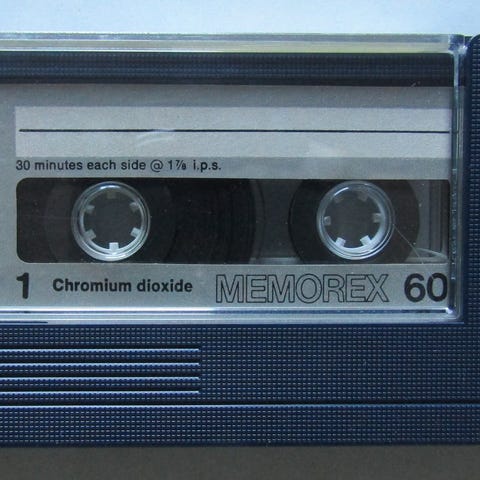 30 minutes each side @ 1⅞ i.p.s.
1 Chromium dioxide MEMOREX 60